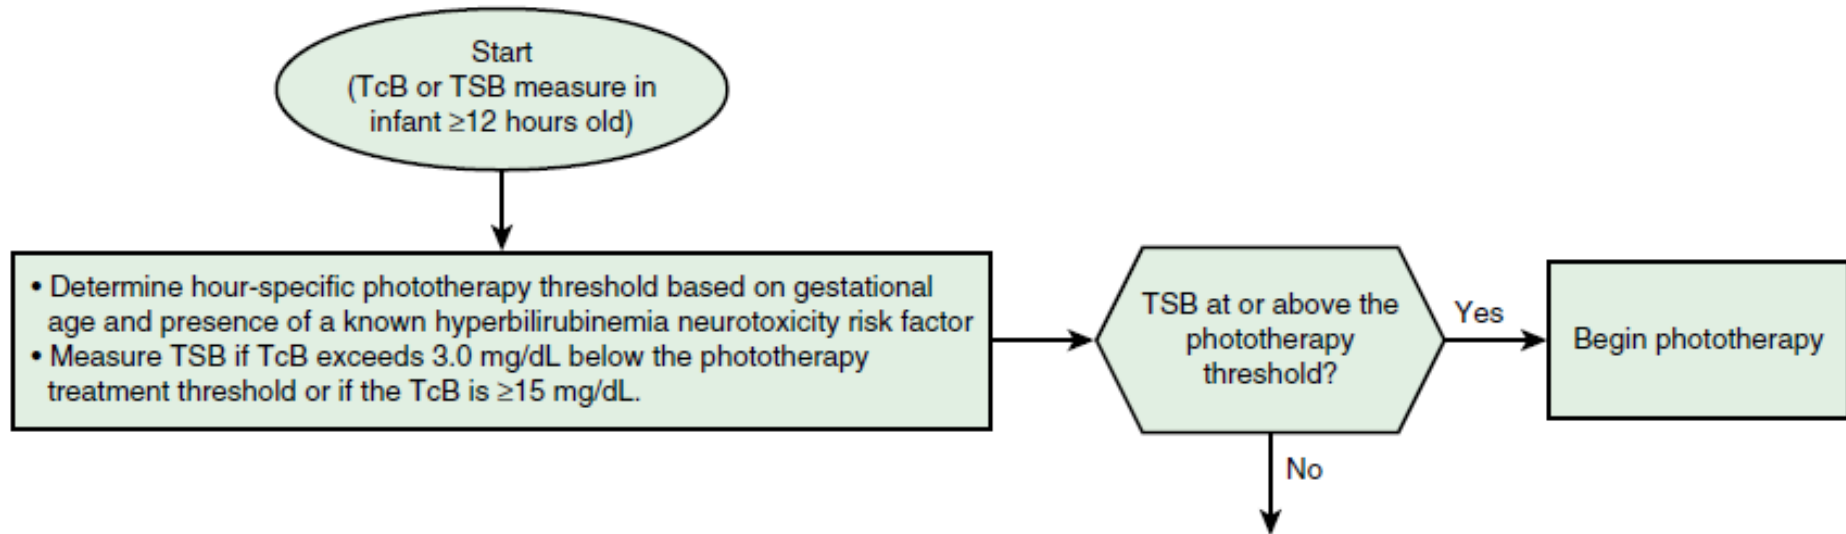 Start
(TcB or TSB measure in
infant ≥12 hours old)
• Determine hour-specific phototherapy threshold based on gestational
age and presence of a known hyperbilirubinemia neurotoxicity risk factor
• Measure TSB if TcB exceeds 3.0 mg/dL below the phototherapy
treatment threshold or if the TcB is ≥15 mg/dL.
TSB at or above the
phototherapy
threshold?
Yes
Begin phototherapy
No